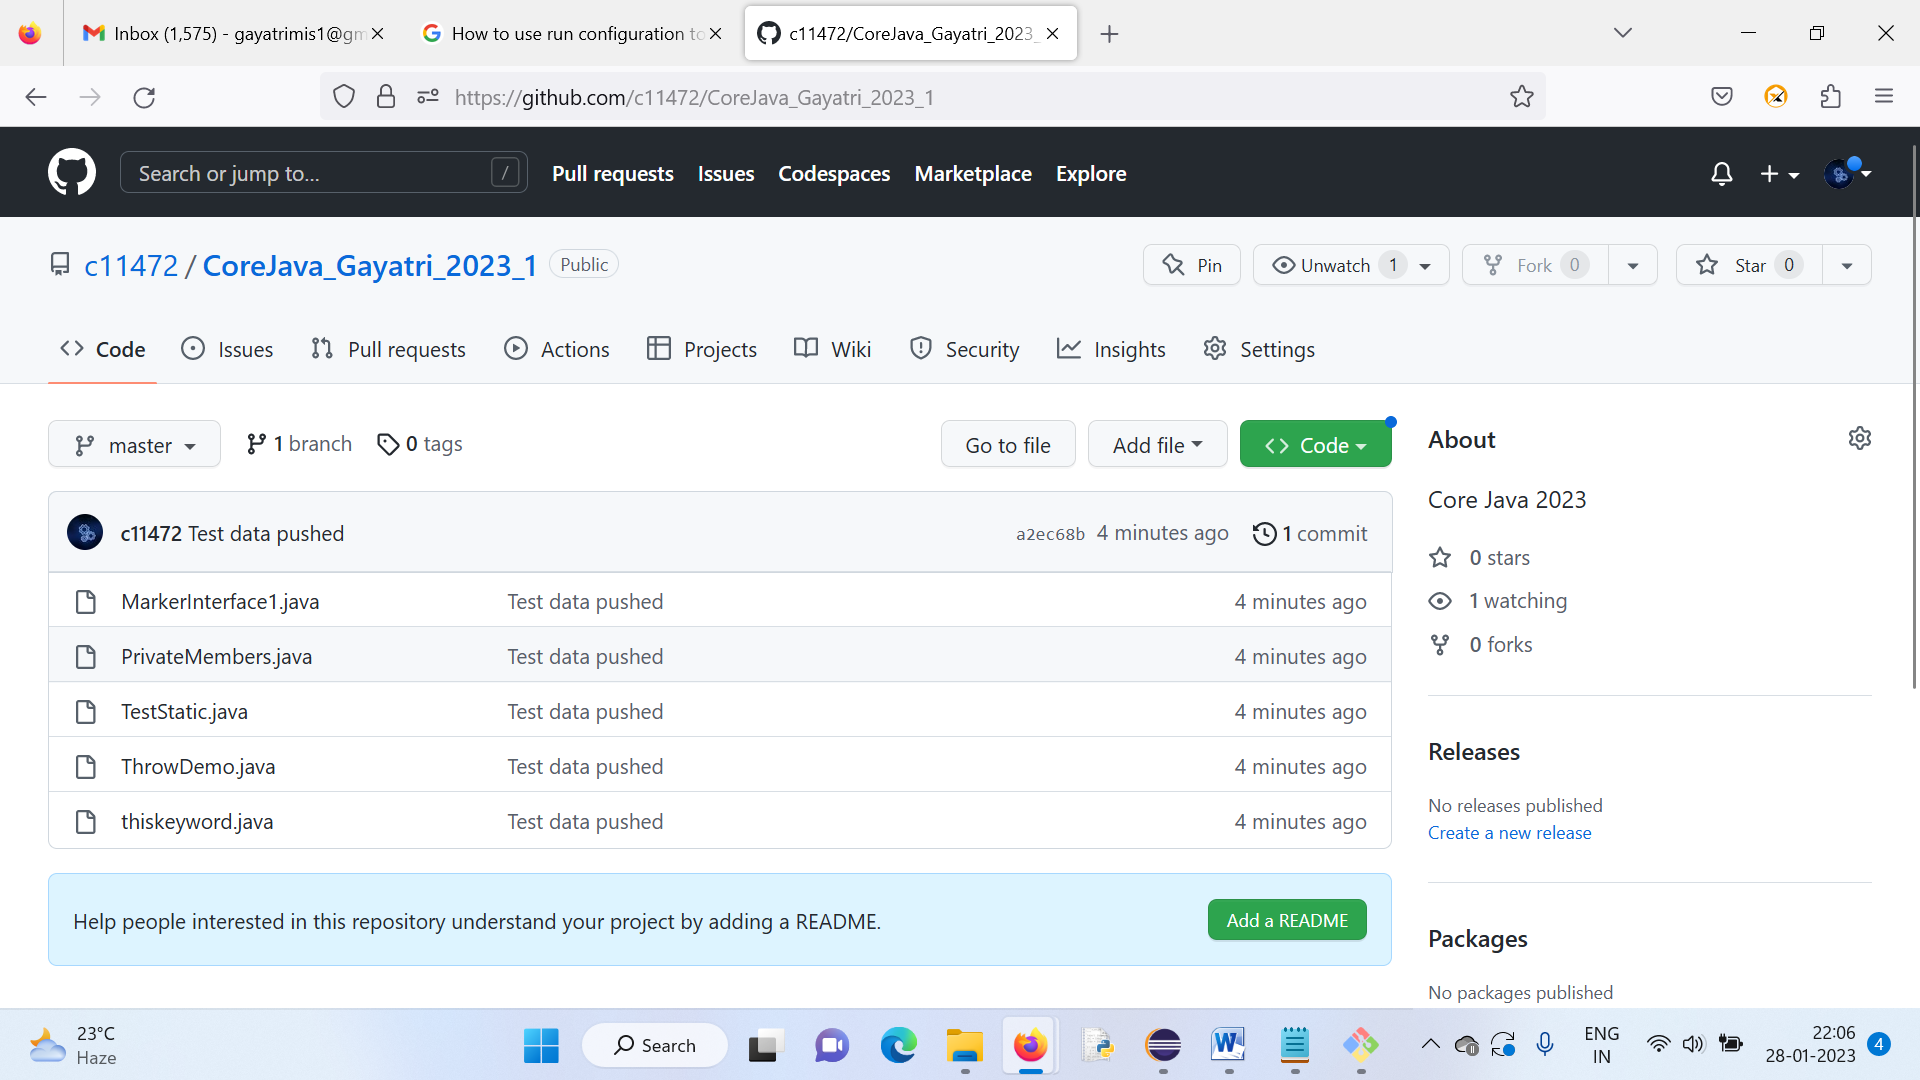 Inbox (1,575) - gayatrimis1@gm
How to use run configuration to
c11472/CoreJava_Gayatri_2023_
https://github.com/c11472/CoreJava_Gayatri_2023_1
Search or jump to... /
Pull requests Issues Codespaces Marketplace Explore
c11472 / CoreJava_Gayatri_2023_1 Public
Pin Unwatch 1 Fork 0 Star 0
Code Issues Pull requests Actions Projects Wiki Security Insights Settings
master 1 branch 0 tags Go to file Add file Code
c11472 Test data pushed a2ec68b 4 minutes ago 1 commit
MarkerInterface1.java Test data pushed 4 minutes ago
PrivateMembers.java Test data pushed 4 minutes ago
TestStatic.java Test data pushed 4 minutes ago
ThrowDemo.java Test data pushed 4 minutes ago
thiskeyword.java Test data pushed 4 minutes ago
Help people interested in this repository understand your project by adding a README. Add a README
About
Core Java 2023
0 stars
1 watching
0 forks
Releases
No releases published
Create a new release
Packages
No packages published
23°C
Haze
Search
ENG
IN
22:06
28-01-2023
4